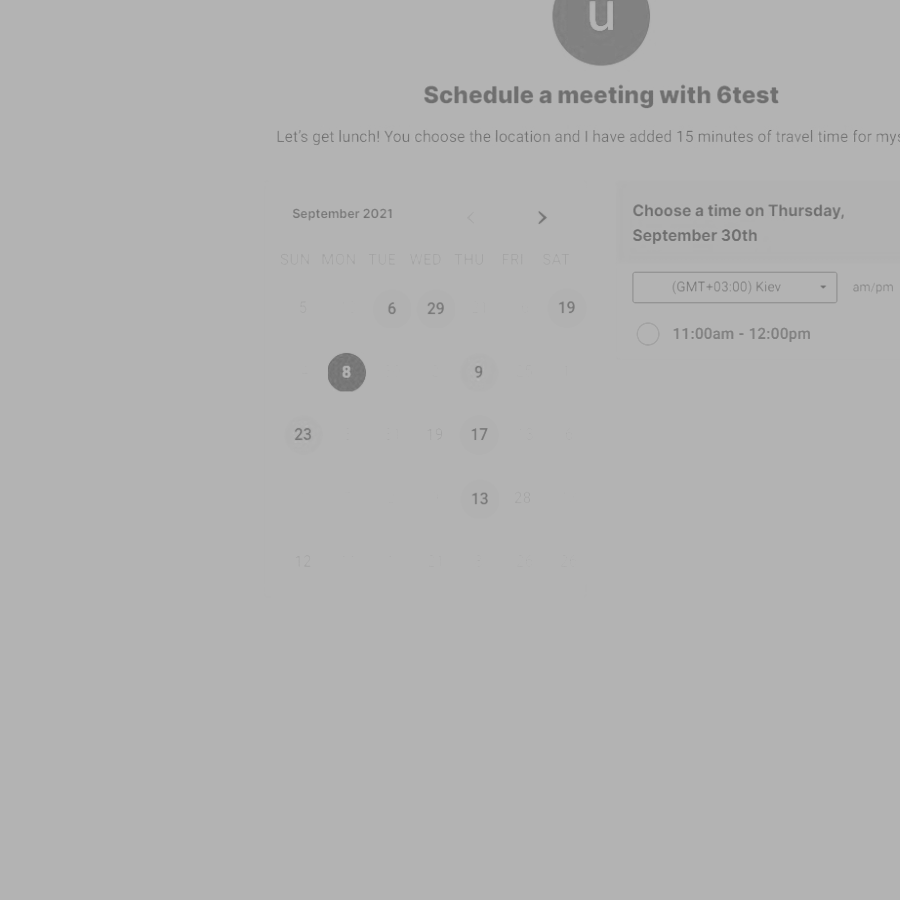 u
Schedule a meeting with 6test
Let's get lunch! You choose the location and I have added 15 minutes of travel time for mys
September 2021
SUN MON TUE WED THU FRI SAT
5 6 29 19
8 9
23 19 17
13 28
12
Choose a time on Thursday,
September 30th
(GMT+03:00) Kiev am/pm
11:00am - 12:00pm